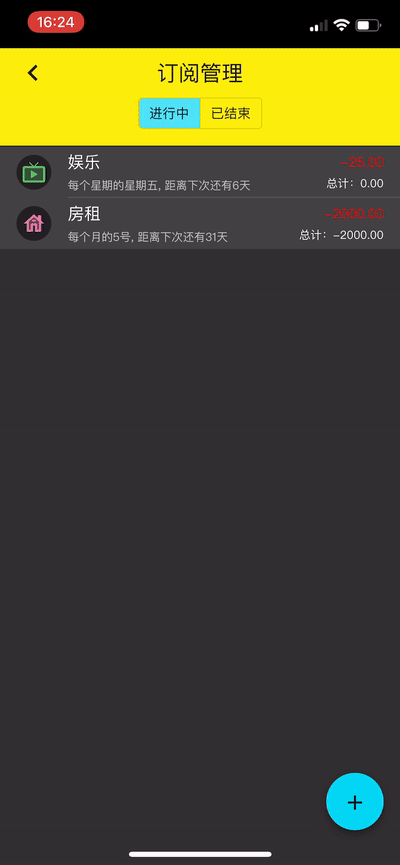 16:24
订阅管理
进行中 已结束
娱乐 -25.00
每个星期的星期五, 距离下次还有6天 总计: 0.00
房租 -2000.00
每个月的5号, 距离下次还有31天 总计: -2000.00